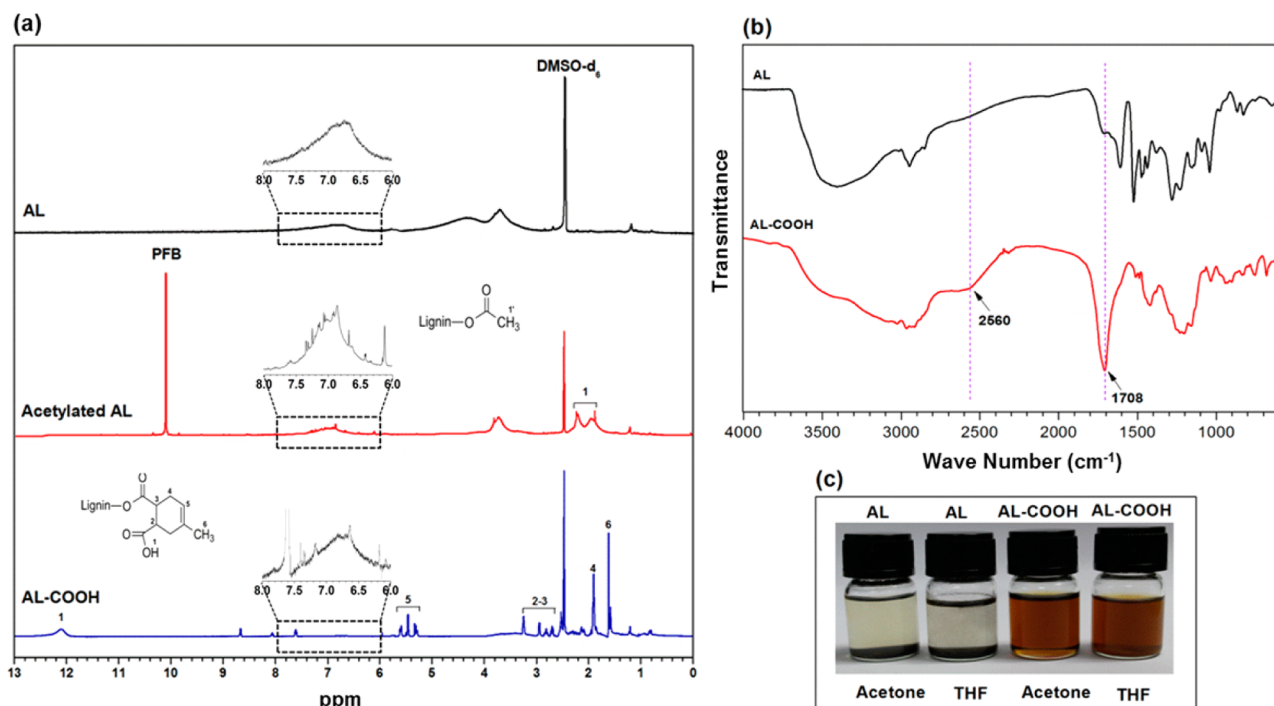 (a)
DMSO-d6
8.0 7.5 7.0 6.5 6.0
AL
PFB
O
1'
Lignin—O CH3
8.0 7.5 7.0 6.5 6.0
1
Acetylated AL
O
4
Lignin—O 3 5
2 6
O CH3
1
OH
8.0 7.5 7.0 6.5 6.0
6
4
2-3
5
AL-COOH
1
13 12 11 10 9 8 7 6 5 4 3 2 1 0
ppm
(b)
AL
AL-COOH
2560
1708
Transmittance
4000 3500 3000 2500 2000 1500 1000
Wave Number (cm-1)
(c)
AL AL AL-COOH AL-COOH
Acetone THF Acetone THF